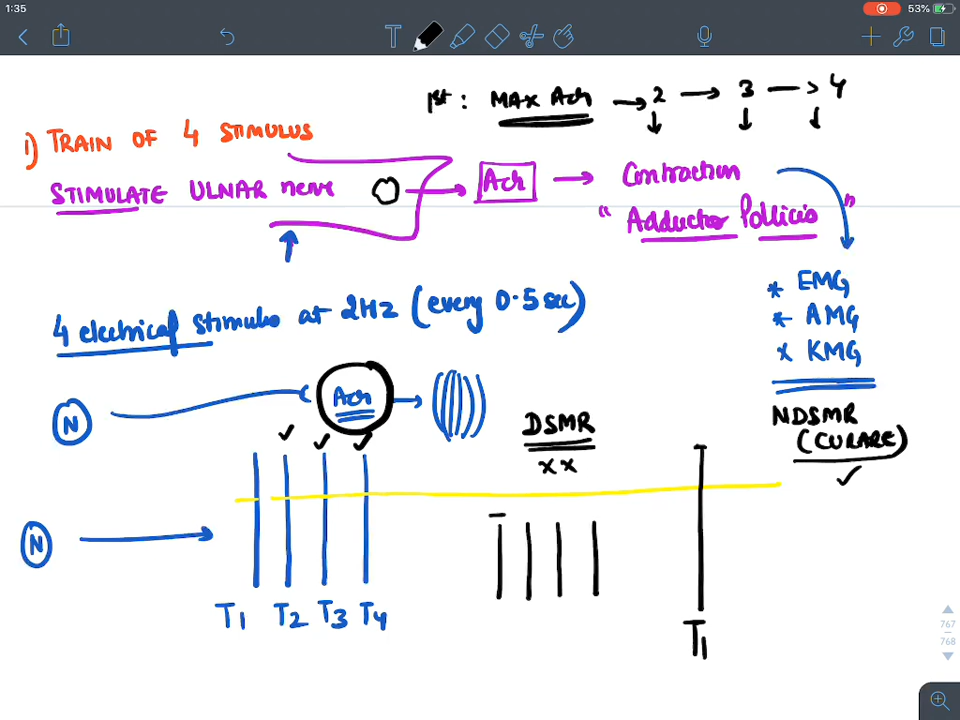 1:35
53%
T
1st : MAX Ach → 2 → 3 → 4
↓ ↓ ↓
1) TRAIN OF 4 STIMULUS
STIMULATE ULNAR nerve → Ach → Contraction
" Adductor Pollicis "
4 electrical stimulus at 2Hz (every 0.5 sec)
* EMG
* AMG
x KMG
N Ach →
DSMR
x x
NDSMR
(CURARE)
✓
✓ ✓ ✓
N →
T1 T2 T3 T4
T1
767
768